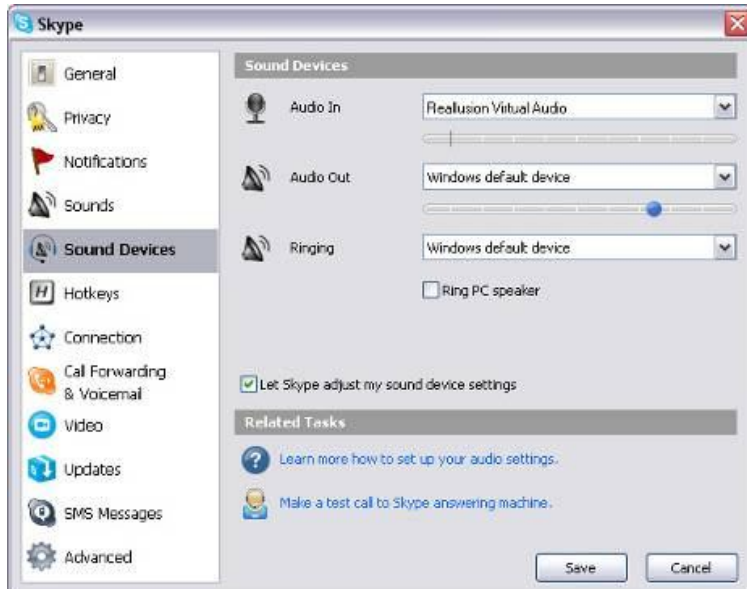 Skype
General
Privacy
Notifications
Sounds
Sound Devices
Hotkeys
Connection
Call Forwarding
& Voicemail
Video
Updates
SMS Messages
Advanced
Sound Devices
Audio In
Reallusion Virtual Audio
Audio Out
Windows default device
Ringing
Windows default device
Ring PC speaker
Let Skype adjust my sound device settings
Related Tasks
Learn more how to set up your audio settings.
Make a test call to Skype answering machine.
Save
Cancel